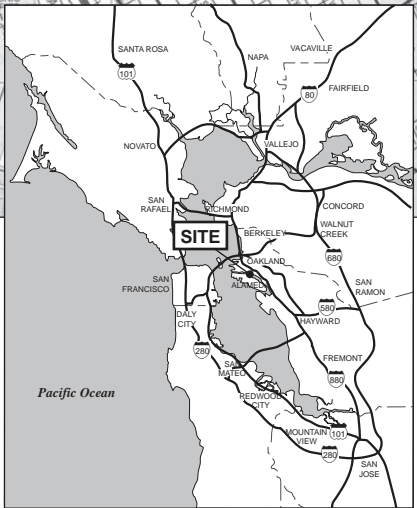 SANTA ROSA
101
NAPA
VACAVILLE
80
FAIRFIELD
NOVATO
VALLEJO
SAN
RAFAEL
RICHMOND
CONCORD
WALNUT
CREEK
SITE
BERKELEY
680
OAKLAND
SAN
FRANCISCO
ALAMEDA
SAN
RAMON
580
DALY
CITY
HAYWARD
280
FREMONT
SAN
MATEO
880
Pacific Ocean
REDWOOD
CITY
MOUNTAIN
VIEW
101
280
SAN
JOSE